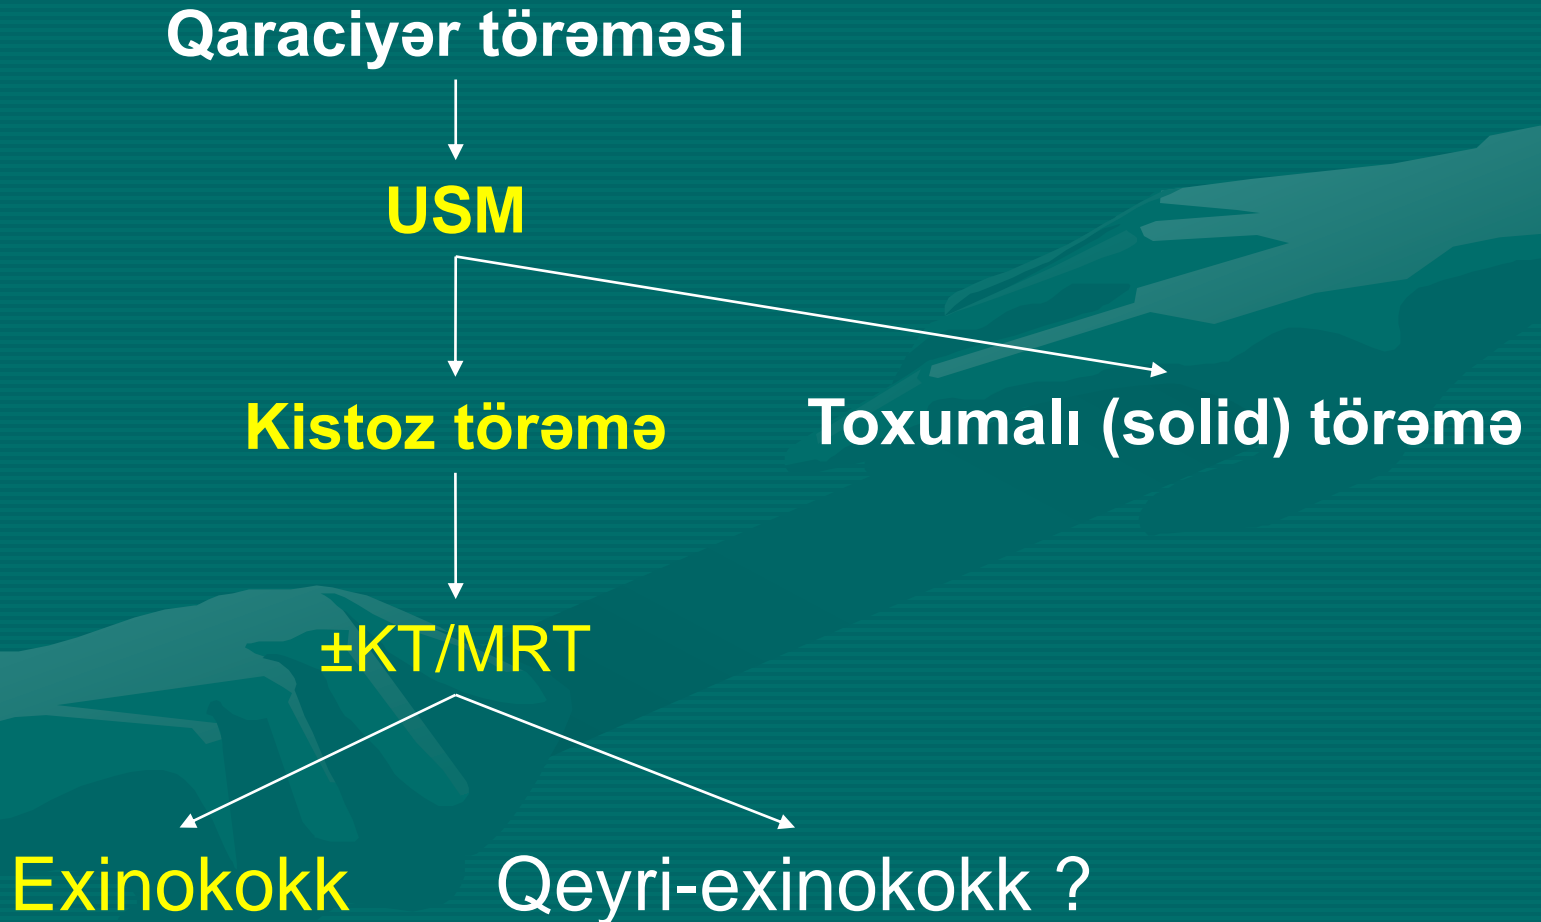 Qaraciyər törəməsi
USM
Kistoz törəmə
Toxumalı (solid) törəmə
±KT/MRT
Exinokokk
Qeyri-exinokokk ?